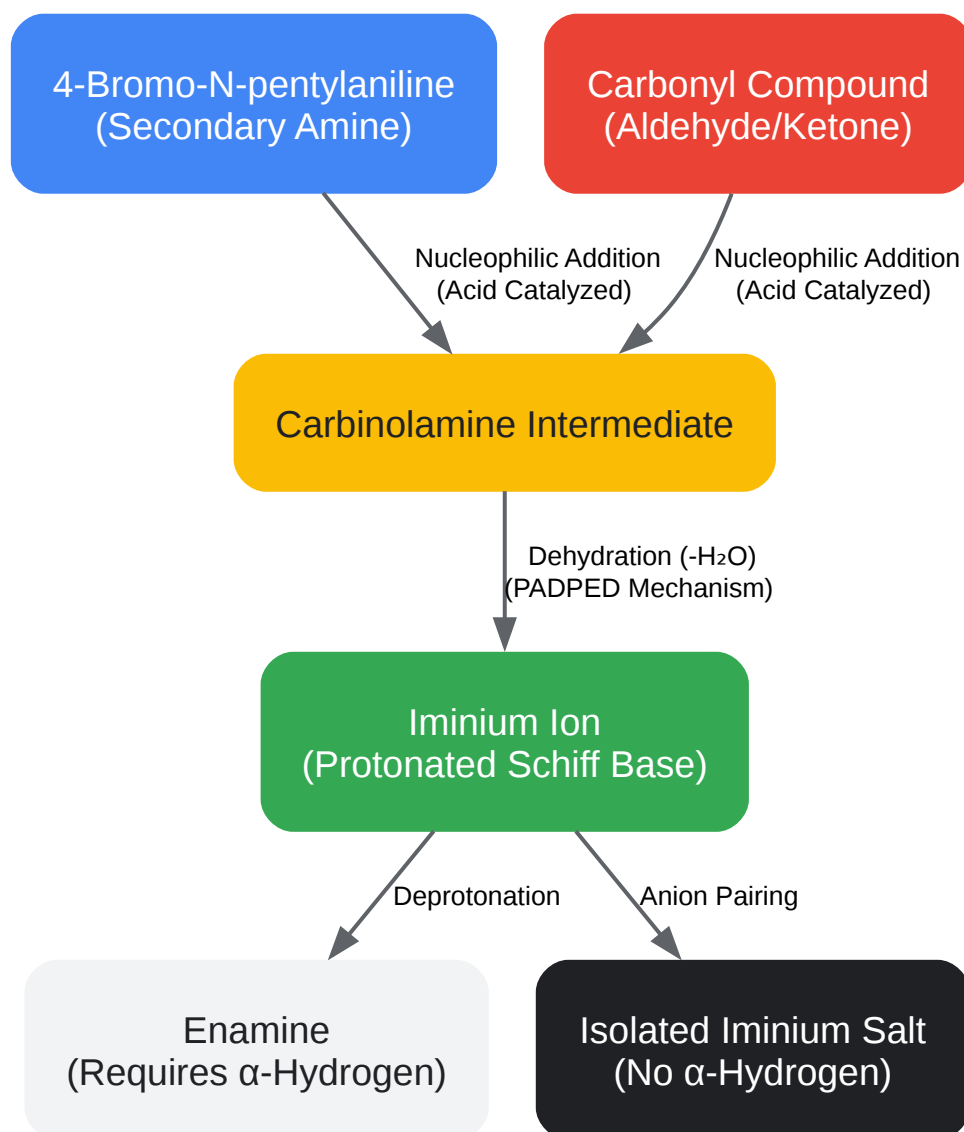 4-Bromo-N-pentylaniline
(Secondary Amine)
Carbonyl Compound
(Aldehyde/Ketone)
Nucleophilic Addition
(Acid Catalyzed)
Nucleophilic Addition
(Acid Catalyzed)
Carbinolamine Intermediate
Dehydration (-H₂O)
(PADPED Mechanism)
Iminium Ion
(Protonated Schiff Base)
Deprotonation
Anion Pairing
Enamine
(Requires α-Hydrogen)
Isolated Iminium Salt
(No α-Hydrogen)